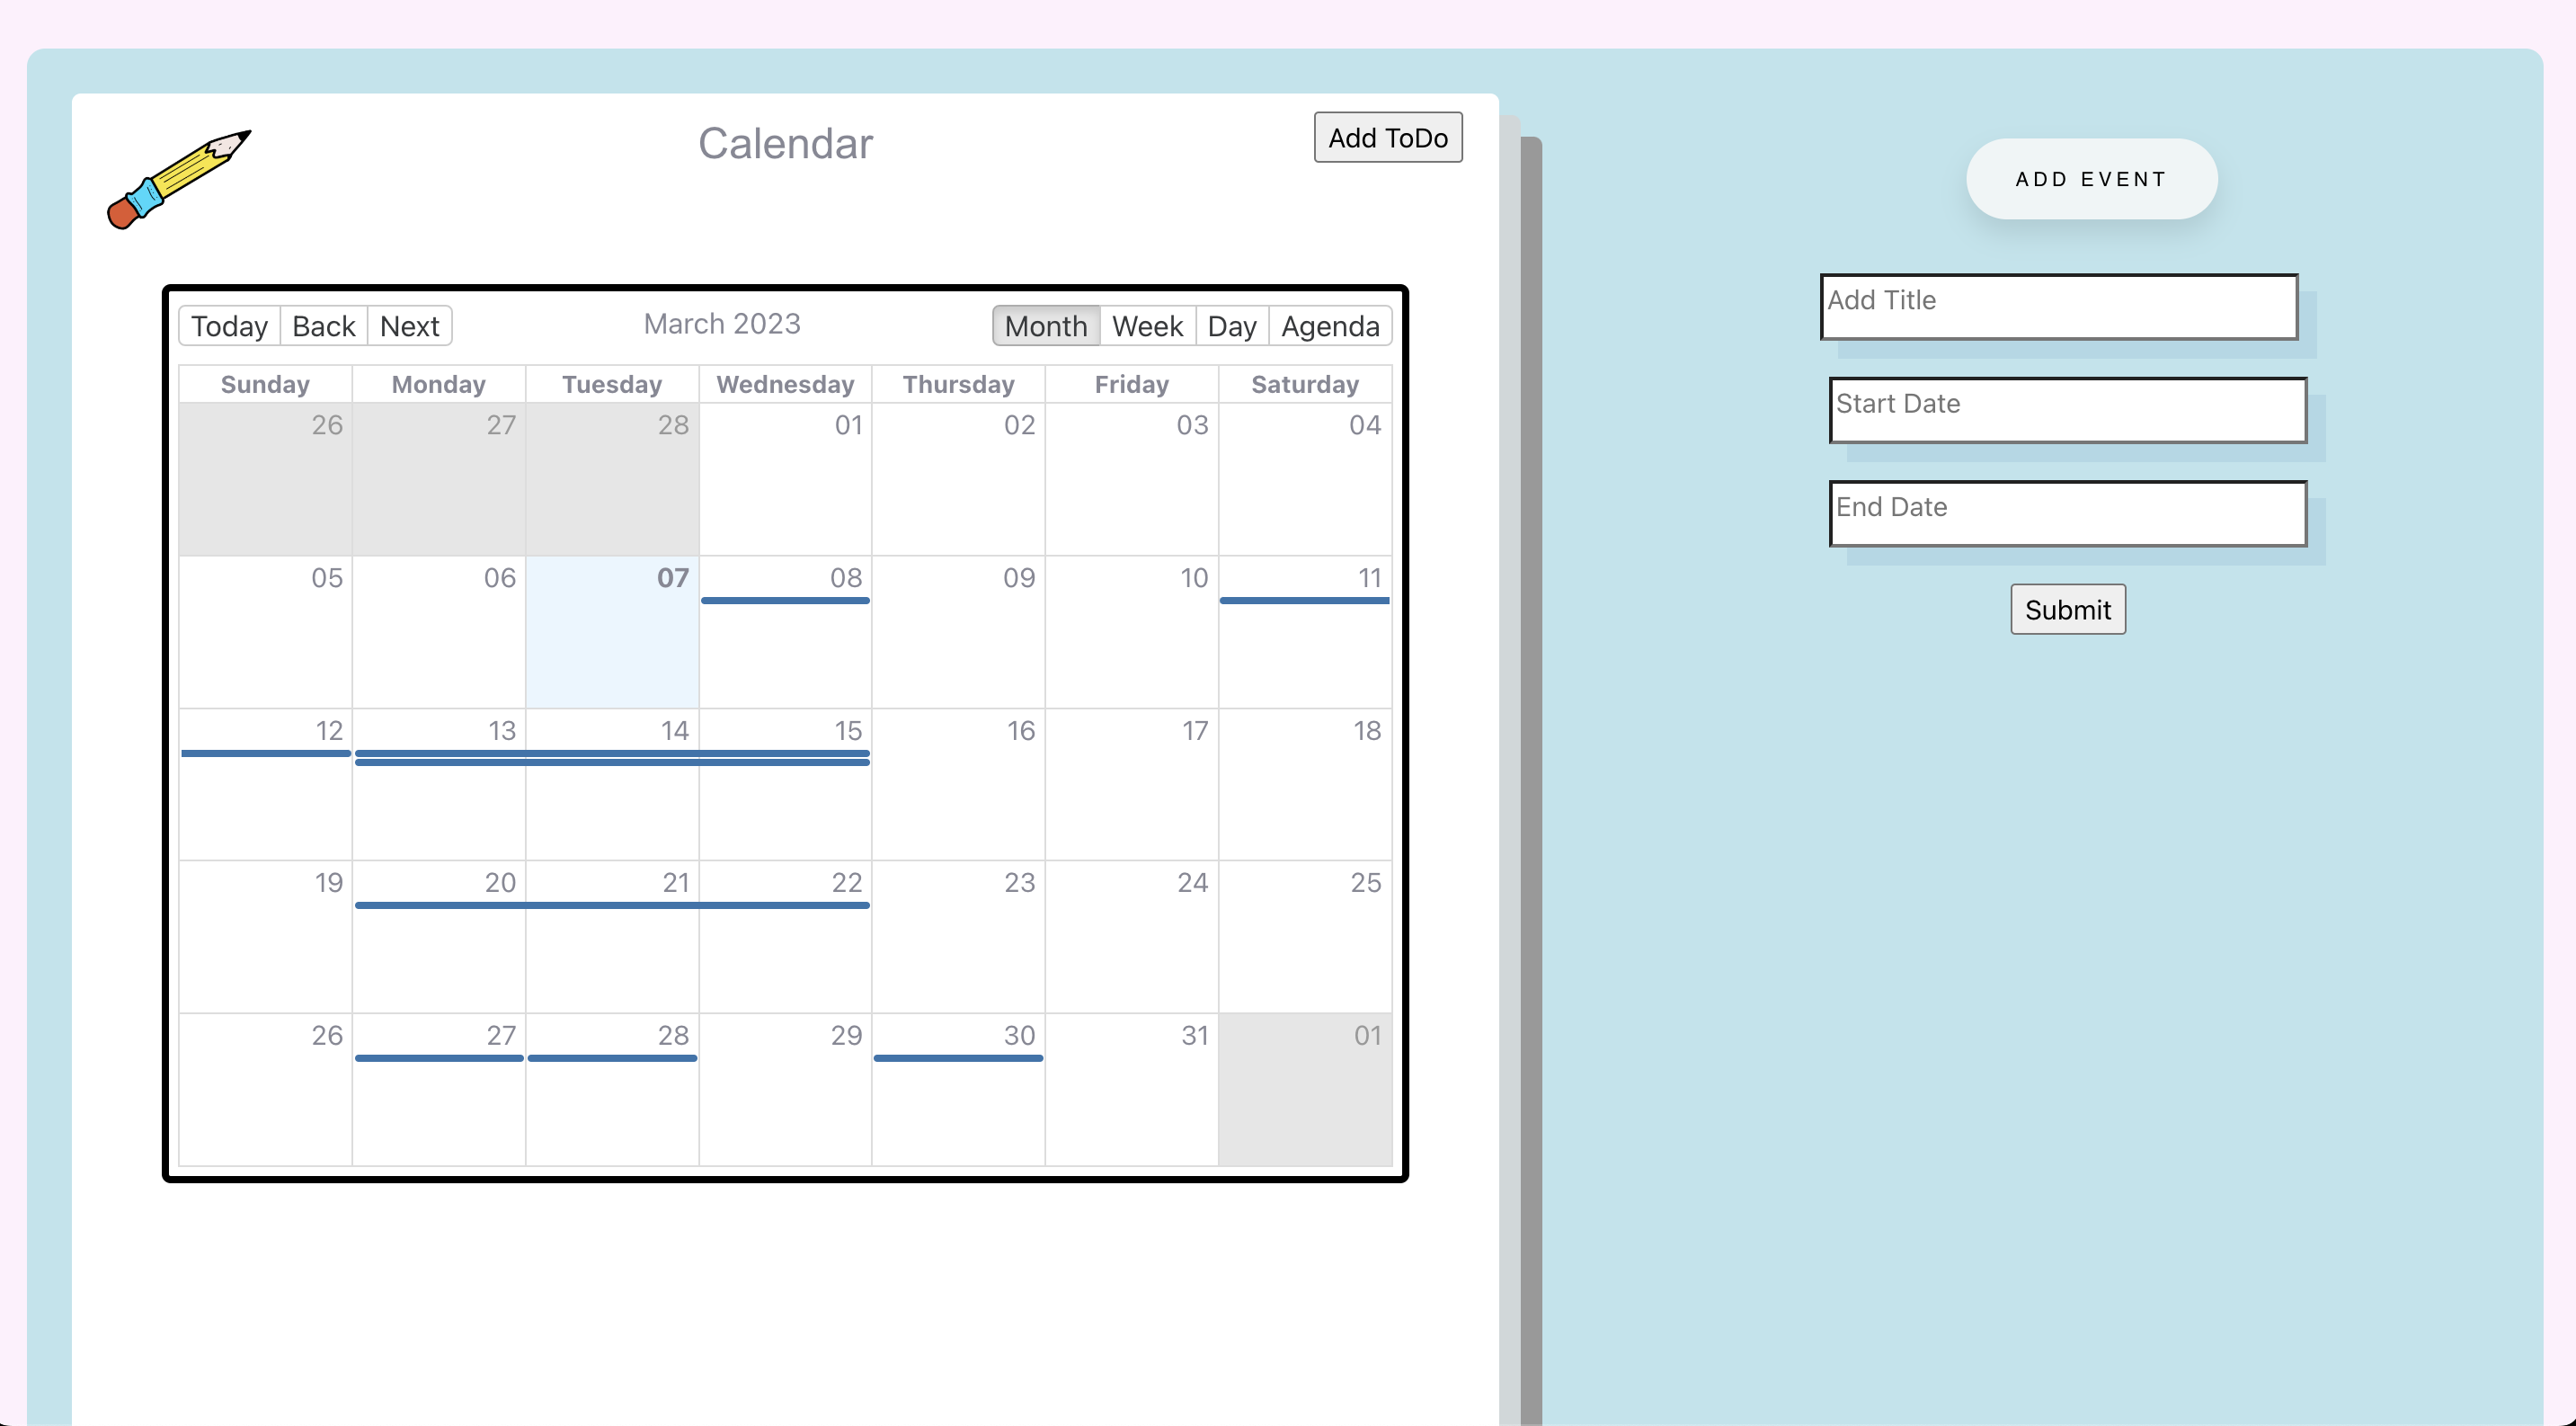 Calendar
Add ToDo
ADD EVENT
Today Back Next
March 2023
Month Week Day Agenda
Sunday Monday Tuesday Wednesday Thursday Friday Saturday
26 27 28 01 02 03 04
05 06 07 08 09 10 11
12 13 14 15 16 17 18
19 20 21 22 23 24 25
26 27 28 29 30 31 01
Add Title
Start Date
End Date
Submit